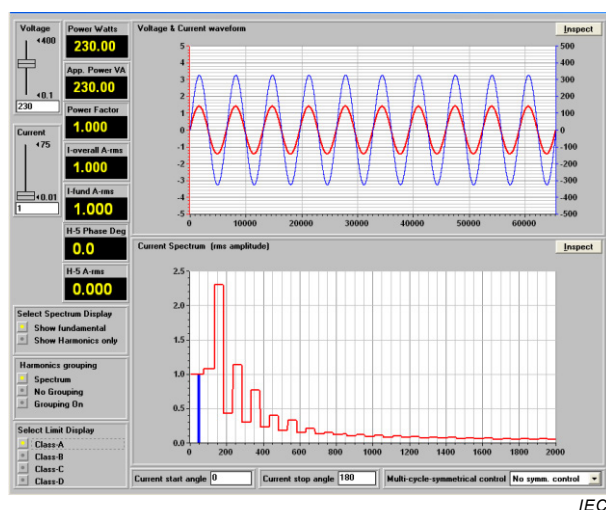 Voltage
400
0.1
230
Current
75
0.01
1
Power Watts
230.00
App. Power VA
230.00
Power Factor
1.000
I-overall A-rms
1.000
I-fund A-rms
1.000
H-5 Phase Deg
0.0
H-5 A-rms
0.000
Select Spectrum Display
Show fundamental
Show Harmonics only
Harmonics grouping
Spectrum
No Grouping
Grouping On
Select Limit Display
Class-A
Class-B
Class-C
Class-D
Voltage & Current waveform
Inspect
5
4
3
2
1
0
-1
-2
-3
-4
-5
500
400
300
200
100
0
-100
-200
-300
-400
-500
0 10000 20000 30000 40000 50000 60000
Current Spectrum (rms amplitude)
Inspect
2.5
2.0
1.5
1.0
0.5
0.0
0 200 400 600 800 1000 1200 1400 1600 1800 2000
Current start angle 0
Current stop angle 180
Multi-cycle-symmetrical control No symm. control
IEC